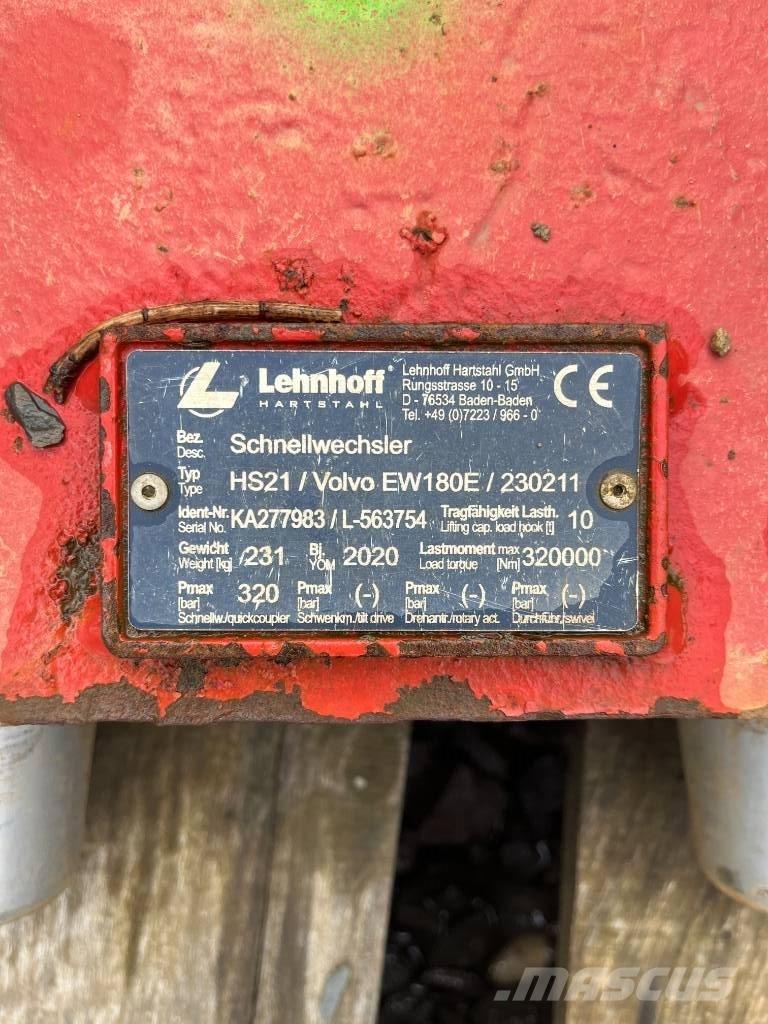 Lehnhoff®
HARTSTAHL
Lehnhoff Hartstahl GmbH
Rungsstrasse 10 - 15
D - 76534 Baden-Baden
Tel. +49 (0)7223 / 966 - 0
CE
Bez. Schnellwechsler
Desc.
Typ HS21 / Volvo EW180E / 230211
Type
Ident-Nr. KA277983 / L-563754 Tragfähigkeit Lasth. 10
Serial No. Lifting cap. load hook [t]
Gewicht 231 Bj. 2020 Lastmoment max 320000
Weight [kg] YOM Load torque [Nm]
Pmax 320 Pmax (-) Pmax (-) Pmax (-)
[bar] [bar] [bar] [bar]
Schnellw./quickcoupler Schwenkm./tilt drive Drehantr./rotary act. Durchführ./swivel
MASCUS